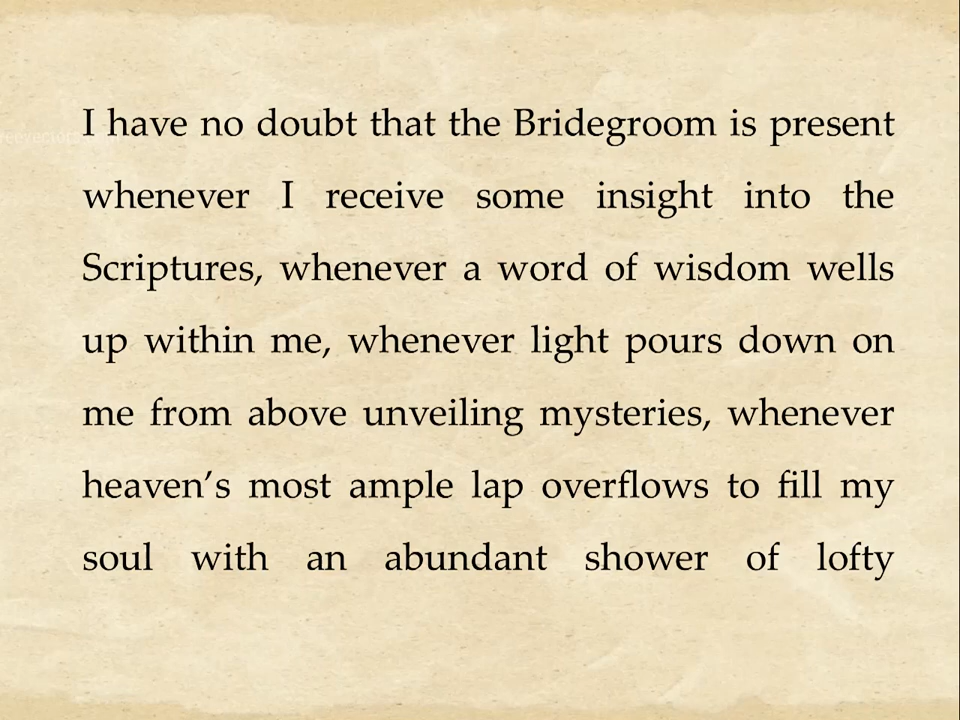 I have no doubt that the Bridegroom is present
whenever I receive some insight into the
Scriptures, whenever a word of wisdom wells
up within me, whenever light pours down on
me from above unveiling mysteries, whenever
heaven’s most ample lap overflows to fill my
soul with an abundant shower of lofty